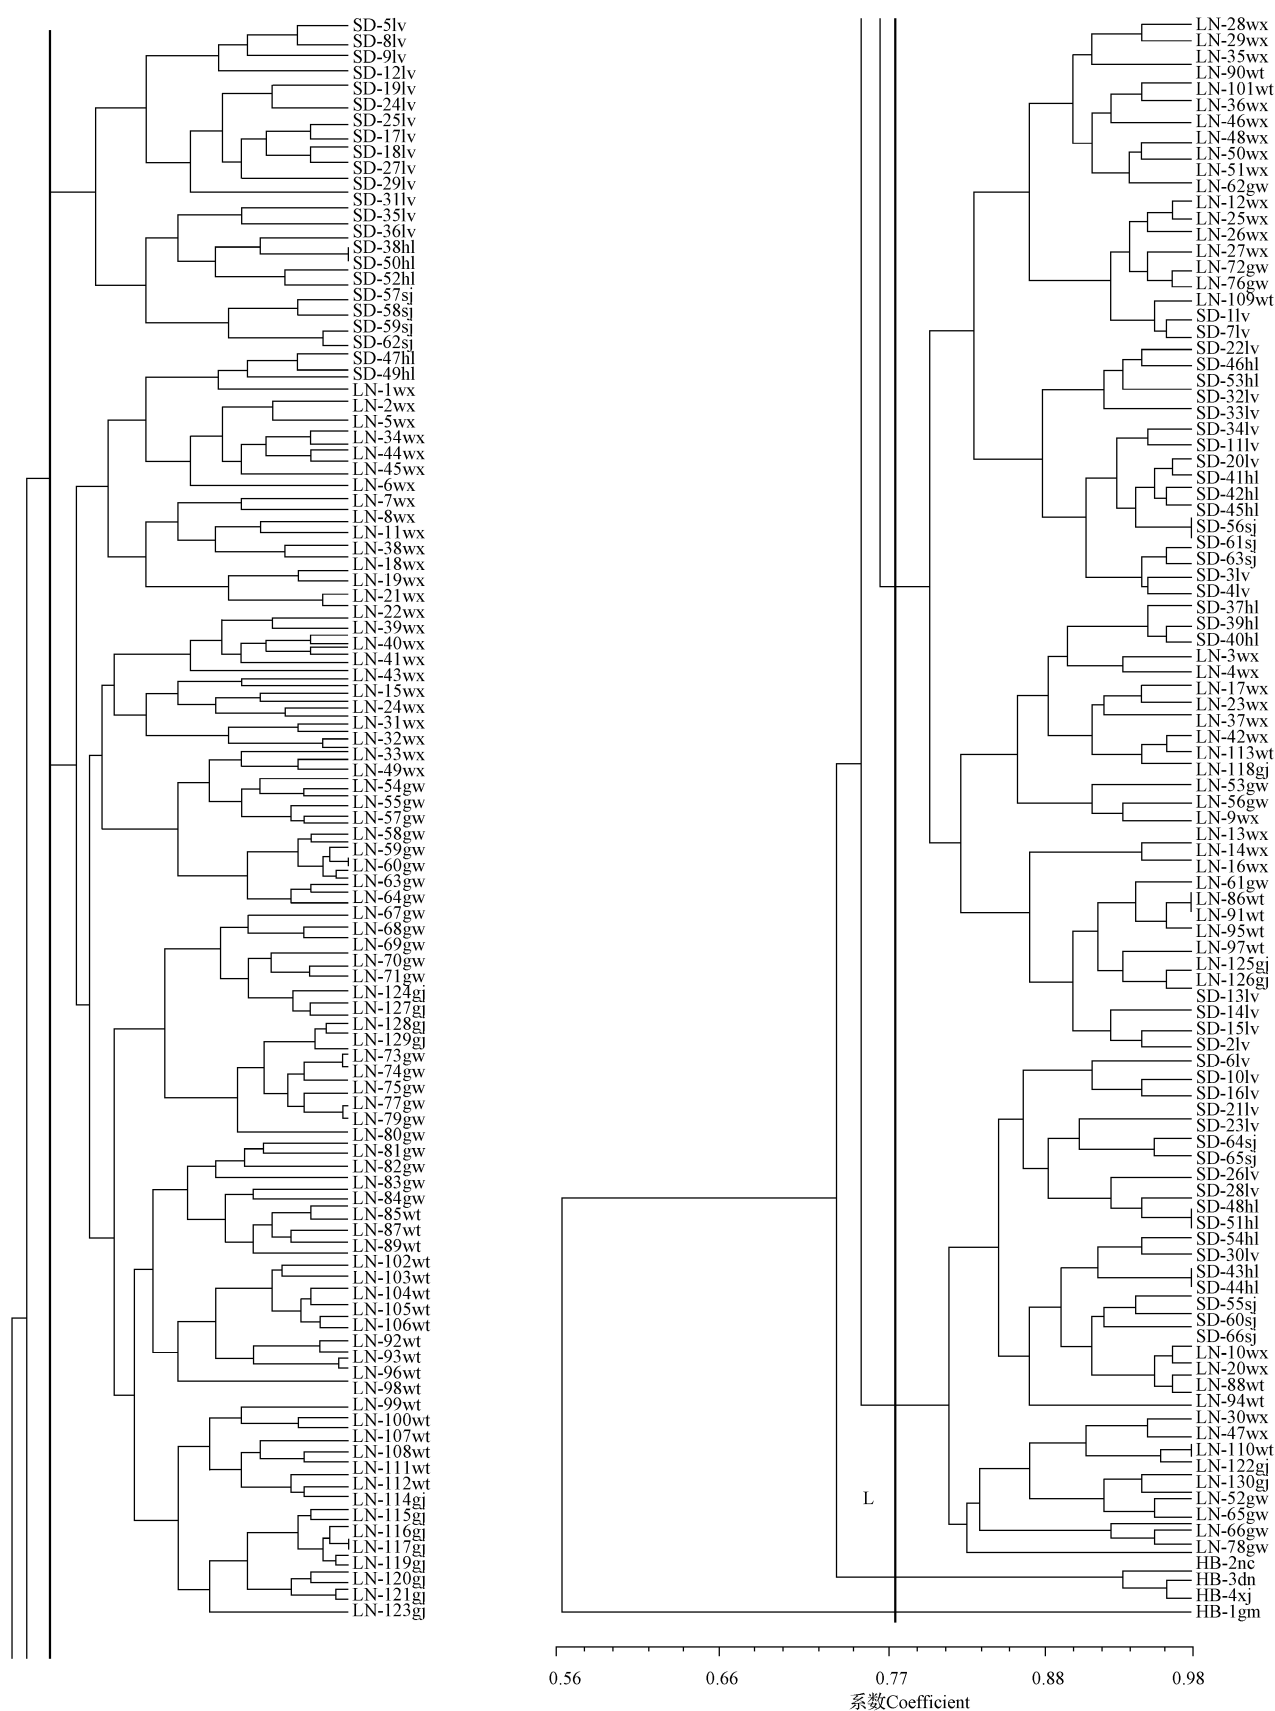 SD-5lv
SD-8lv
SD-9lv
SD-12lv
SD-19lv
SD-24lv
SD-25lv
SD-17lv
SD-18lv
SD-27lv
SD-29lv
SD-31lv
SD-35lv
SD-36lv
SD-38hl
SD-50hl
SD-52hl
SD-57sj
SD-58sj
SD-59sj
SD-62sj
SD-47hl
SD-49hl
LN-1wx
LN-2wx
LN-5wx
LN-34wx
LN-44wx
LN-45wx
LN-6wx
LN-7wx
LN-8wx
LN-11wx
LN-38wx
LN-18wx
LN-19wx
LN-21wx
LN-22wx
LN-39wx
LN-40wx
LN-41wx
LN-43wx
LN-15wx
LN-24wx
LN-31wx
LN-32wx
LN-33wx
LN-49wx
LN-54gw
LN-55gw
LN-57gw
LN-58gw
LN-59gw
LN-60gw
LN-63gw
LN-64gw
LN-67gw
LN-68gw
LN-69gw
LN-70gw
LN-71gw
LN-124gj
LN-127gj
LN-128gj
LN-129gj
LN-73gw
LN-74gw
LN-75gw
LN-77gw
LN-79gw
LN-80gw
LN-81gw
LN-82gw
LN-83gw
LN-84gw
LN-85wt
LN-87wt
LN-89wt
LN-102wt
LN-103wt
LN-104wt
LN-105wt
LN-106wt
LN-92wt
LN-93wt
LN-96wt
LN-98wt
LN-99wt
LN-100wt
LN-107wt
LN-108wt
LN-111wt
LN-112wt
LN-114gj
LN-115gj
LN-116gj
LN-117gj
LN-119gj
LN-120gj
LN-121gj
LN-123gj
LN-28wx
LN-29wx
LN-35wx
LN-90wt
LN-101wt
LN-36wx
LN-46wx
LN-48wx
LN-50wx
LN-51wx
LN-62gw
LN-12wx
LN-25wx
LN-26wx
LN-27wx
LN-72gw
LN-76gw
LN-109wt
SD-1lv
SD-7lv
SD-22lv
SD-46hl
SD-53hl
SD-32lv
SD-33lv
SD-34lv
SD-11lv
SD-20lv
SD-41hl
SD-42hl
SD-45hl
SD-56sj
SD-61sj
SD-63sj
SD-3lv
SD-4lv
SD-37hl
SD-39hl
SD-40hl
LN-3wx
LN-4wx
LN-17wx
LN-23wx
LN-37wx
LN-42wx
LN-113wt
LN-118gj
LN-53gw
LN-56gw
LN-9wx
LN-13wx
LN-14wx
LN-16wx
LN-61gw
LN-86wt
LN-91wt
LN-95wt
LN-97wt
LN-125gj
LN-126gj
SD-13lv
SD-14lv
SD-15lv
SD-2lv
SD-6lv
SD-10lv
SD-16lv
SD-21lv
SD-23lv
SD-64sj
SD-65sj
SD-26lv
SD-28lv
SD-48hl
SD-51hl
SD-54hl
SD-30lv
SD-43hl
SD-44hl
SD-55sj
SD-60sj
SD-66sj
LN-10wx
LN-20wx
LN-88wt
LN-94wt
LN-30wx
LN-47wx
LN-110wt
LN-122gj
LN-130gj
LN-52gw
LN-65gw
LN-66gw
LN-78gw
HB-2nc
HB-3dn
HB-4xj
HB-1gm
L
0.56 0.66 0.77 0.88 0.98
系数Coefficient